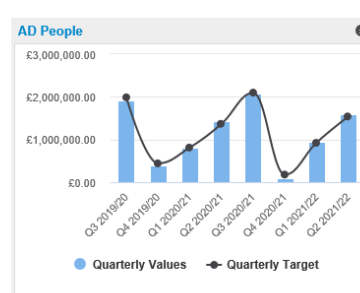 AD People
£3,000,000.00
£2,000,000.00
£1,000,000.00
£0.00
Q3 2019/20
Q4 2019/20
Q1 2020/21
Q2 2020/21
Q3 2020/21
Q4 2020/21
Q1 2021/22
Q2 2021/22
Quarterly Values Quarterly Target